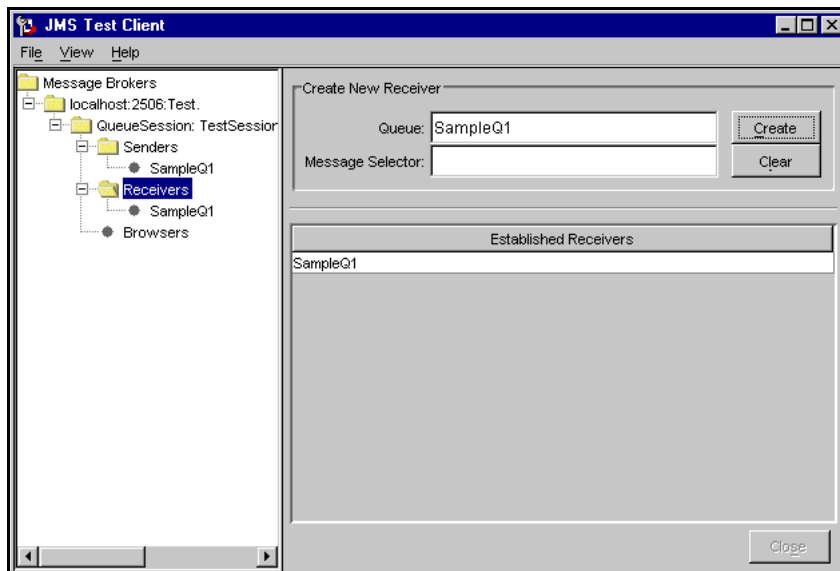 JMS Test Client
File View Help
Message Brokers
localhost:2506:Test.
QueueSession: TestSession
Senders
SampleQ1
Receivers
SampleQ1
Browsers
Create New Receiver
Queue: SampleQ1 Create
Message Selector: Clear
Established Receivers
SampleQ1
Close